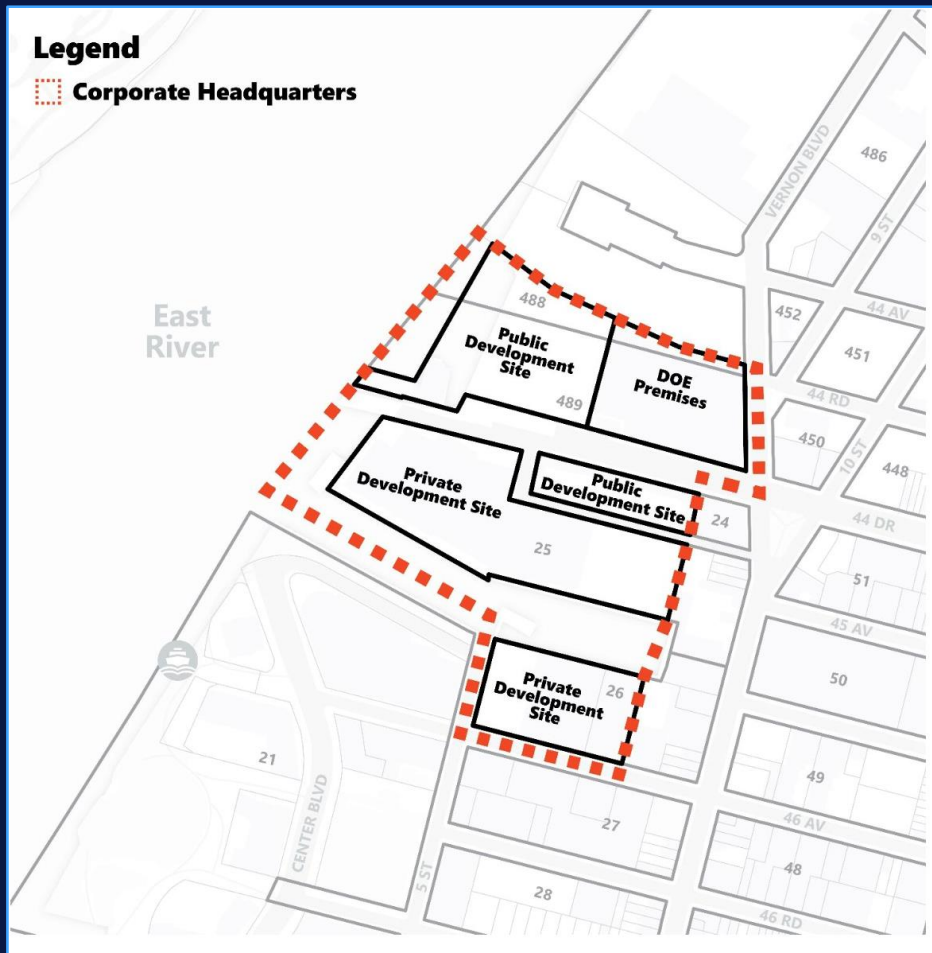 Legend
Corporate Headquarters
East
River
VERNON BLVD
486
9 ST
44 AV
452
451
488
Public
Development
Site
DOE
Premises
489
44 RD
450
10 ST
448
Private
Development Site
Public
Development Site
24
44 DR
25
51
45 AV
50
Private
Development
Site
26
21
49
CENTER BLVD
27
46 AV
5 ST
28
48
46 RD